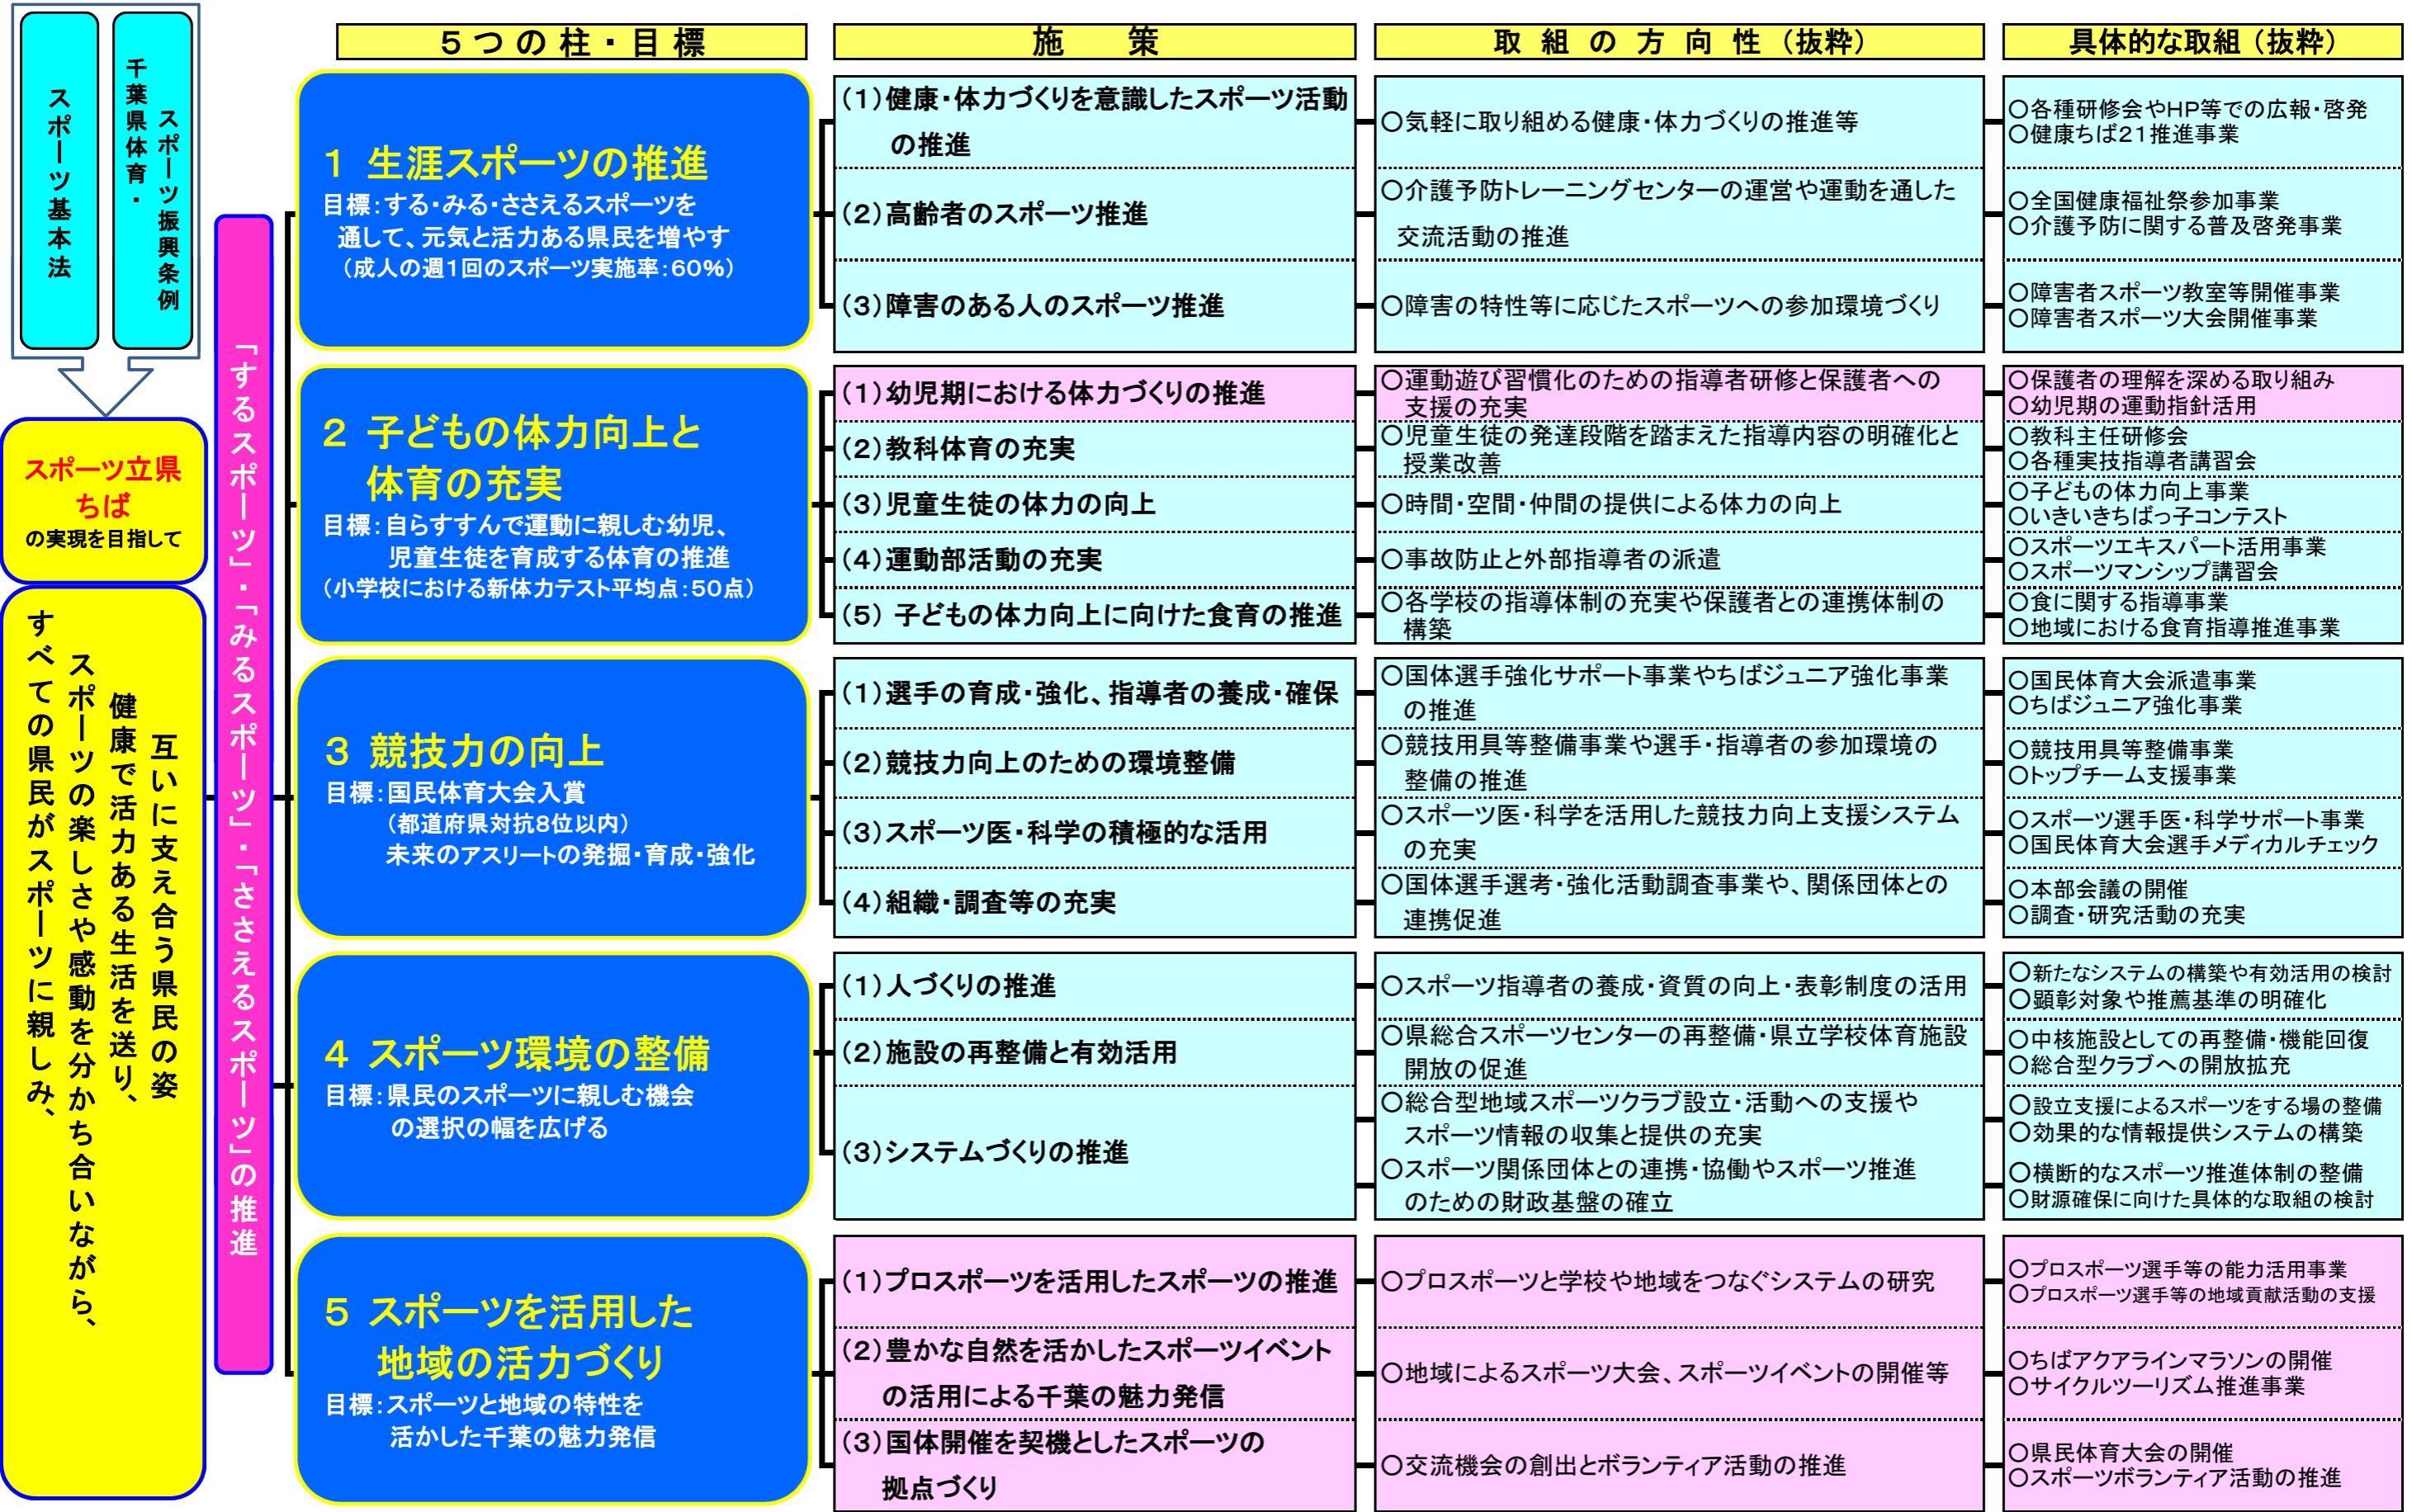 スポーツ基本法
千葉県体育・
スポーツ振興条例
スポーツ立県
ちば
の実現を目指して
すべての県民がスポーツに親しみ、
スポーツの楽しさや感動を分かち合いながら、
健康で活力ある生活を送り、
互いに支え合う県民の姿
「するスポーツ」・「みるスポーツ」・「ささえるスポーツ」の推進
５つの柱・目標
施　策
取組の方向性（抜粋）
具体的な取組（抜粋）
１ 生涯スポーツの推進
目標：する・みる・ささえるスポーツを
通して、元気と活力ある県民を増やす
（成人の週１回のスポーツ実施率：６０％）
（１）健康・体力づくりを意識したスポーツ活動
の推進
○気軽に取り組める健康・体力づくりの推進等
○各種研修会やＨＰ等での広報・啓発
○健康ちば２１推進事業
（２）高齢者のスポーツ推進
○介護予防トレーニングセンターの運営や運動を通した
交流活動の推進
○全国健康福祉祭参加事業
○介護予防に関する普及啓発事業
（３）障害のある人のスポーツ推進
○障害の特性等に応じたスポーツへの参加環境づくり
○障害者スポーツ教室等開催事業
○障害者スポーツ大会開催事業
２ 子どもの体力向上と
体育の充実
目標：自らすすんで運動に親しむ幼児、
児童生徒を育成する体育の推進
（小学校における新体力テスト平均点：５０点）
（１）幼児期における体力づくりの推進
○運動遊び習慣化のための指導者研修と保護者への
支援の充実
○保護者の理解を深める取り組み
○幼児期の運動指針活用
（２）教科体育の充実
○児童生徒の発達段階を踏まえた指導内容の明確化と
授業改善
○教科主任研修会
○各種実技指導者講習会
（３）児童生徒の体力の向上
○時間・空間・仲間の提供による体力の向上
○子どもの体力向上事業
○いきいきちばっ子コンテスト
（４）運動部活動の充実
○事故防止と外部指導者の派遣
○スポーツエキスパート活用事業
○スポーツマンシップ講習会
（５） 子どもの体力向上に向けた食育の推進
○各学校の指導体制の充実や保護者との連携体制の
構築
○食に関する指導事業
○地域における食育指導推進事業
３ 競技力の向上
目標：国民体育大会入賞
（都道府県対抗８位以内）
未来のアスリートの発掘・育成・強化
（１）選手の育成・強化、指導者の養成・確保
○国体選手強化サポート事業やちばジュニア強化事業
の推進
○国民体育大会派遣事業
○ちばジュニア強化事業
（２）競技力向上のための環境整備
○競技用具等整備事業や選手・指導者の参加環境の
整備の推進
○競技用具等整備事業
○トップチーム支援事業
（３）スポーツ医・科学の積極的な活用
○スポーツ医・科学を活用した競技力向上支援システム
の充実
○スポーツ選手医・科学サポート事業
○国民体育大会選手メディカルチェック
（４）組織・調査等の充実
○国体選手選考・強化活動調査事業や、関係団体との
連携促進
○本部会議の開催
○調査・研究活動の充実
４ スポーツ環境の整備
目標：県民のスポーツに親しむ機会
の選択の幅を広げる
（１）人づくりの推進
○スポーツ指導者の養成・資質の向上・表彰制度の活用
○新たなシステムの構築や有効活用の検討
○顕彰対象や推薦基準の明確化
（２）施設の再整備と有効活用
○県総合スポーツセンターの再整備・県立学校体育施設
開放の促進
○中核施設としての再整備・機能回復
○総合型クラブへの開放拡充
（３）システムづくりの推進
○総合型地域スポーツクラブ設立・活動への支援や
スポーツ情報の収集と提供の充実
○設立支援によるスポーツをする場の整備
○効果的な情報提供システムの構築
○スポーツ関係団体との連携・協働やスポーツ推進
のための財政基盤の確立
○横断的なスポーツ推進体制の整備
○財源確保に向けた具体的な取組の検討
５ スポーツを活用した
地域の活力づくり
目標：スポーツと地域の特性を
活かした千葉の魅力発信
（１）プロスポーツを活用したスポーツの推進
○プロスポーツと学校や地域をつなぐシステムの研究
○プロスポーツ選手等の能力活用事業
○プロスポーツ選手等の地域貢献活動の支援
（２）豊かな自然を活かしたスポーツイベント
の活用による千葉の魅力発信
○地域によるスポーツ大会、スポーツイベントの開催等
○ちばアクアラインマラソンの開催
○サイクルツーリズム推進事業
（３）国体開催を契機としたスポーツの
拠点づくり
○交流機会の創出とボランティア活動の推進
○県民体育大会の開催
○スポーツボランティア活動の推進